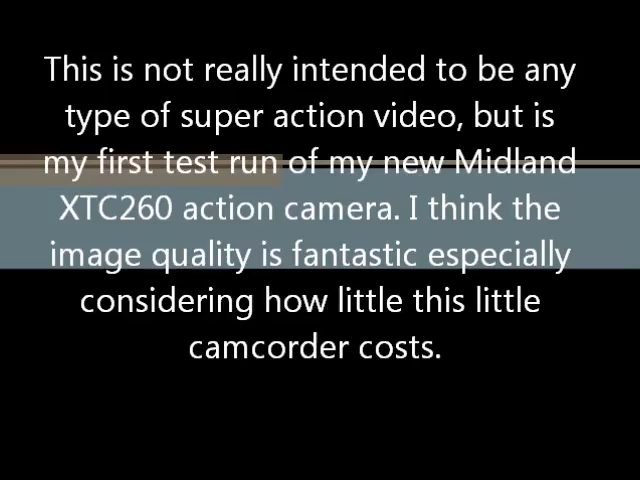 This is not really intended to be any
type of super action video, but is
my first test run of my new Midland
XTC260 action camera. I think the
image quality is fantastic especially
considering how little this little
camcorder costs.